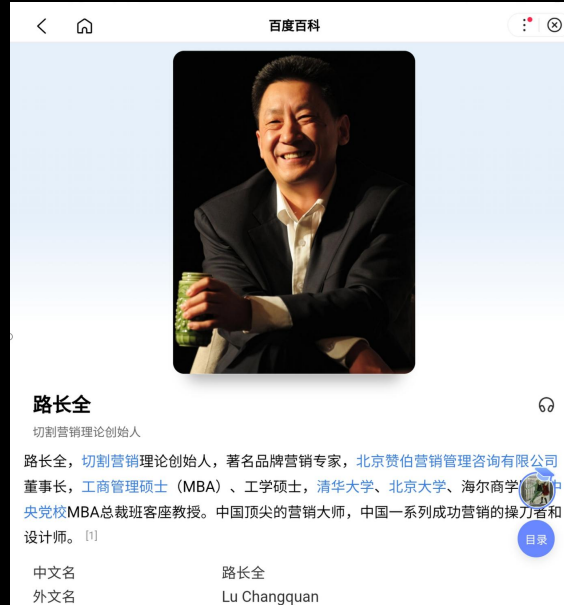 百度百科
路长全
切割营销理论创始人
路长全，切割营销理论创始人，著名品牌营销专家，北京赞伯营销管理咨询有限公司
董事长，工商管理硕士（MBA）、工学硕士，清华大学、北京大学、海尔商学 中
央党校MBA总裁班客座教授。中国顶尖的营销大师，中国一系列成功营销的操刀者和
设计师。 [1]
目录
中文名 路长全
外文名 Lu Changquan